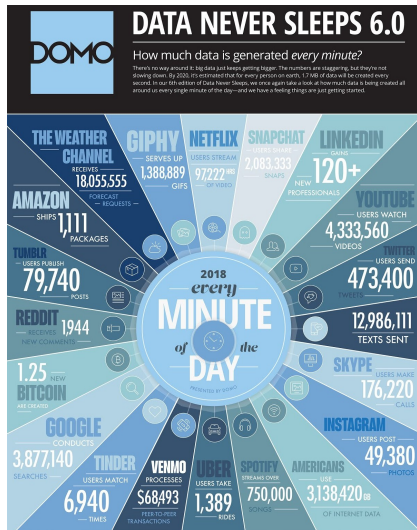 DOMO
DATA NEVER SLEEPS 6.0
How much data is generated every minute?
There's no way around it: big data just keeps getting bigger. The numbers are staggering, but they're not
slowing down. By 2020, it's estimated that for every person on earth, 1.7 MB of data will be created every
second. In our 6th edition of Data Never Sleeps, we once again take a look at how much data is being created all
around us every single minute of the day—and we have a feeling things are just getting started.
THE WEATHER
CHANNEL
RECEIVES
18,055,555
FORECAST
REQUESTS
GIPHY
SERVES UP
1,388,889
GIFS
NETFLIX
USERS STREAM
97,222 HRS
OF VIDEO
SNAPCHAT
USERS SHARE
2,083,333
SNAPS
LINKEDIN
GAINS
120+
NEW
PROFESSIONALS
YOUTUBE
USERS WATCH
4,333,560
VIDEOS
TWITTER
USERS SEND
473,400
TWEETS
12,986,111
TEXTS SENT
SKYPE
USERS MAKE
176,220
CALLS
INSTAGRAM
USERS POST
49,380
PHOTOS
AMERICANS
USE
3,138,420 GB
OF INTERNET DATA
SPOTIFY
STREAMS OVER
750,000
SONGS
UBER
USERS TAKE
1,389
RIDES
VENMO
PROCESSES
$68,493
PEER-TO-PEER
TRANSACTIONS
TINDER
USERS MATCH
6,940
TIMES
GOOGLE
CONDUCTS
3,877,140
SEARCHES
1.25 NEW
BITCOIN
ARE CREATED
REDDIT
RECEIVES 1,944
NEW COMMENTS
TUMBLR
USERS PUBLISH
79,740
POSTS
AMAZON
SHIPS 1,111
PACKAGES
2018
every
MINUTE
of the
DAY
PRESENTED BY DOMO